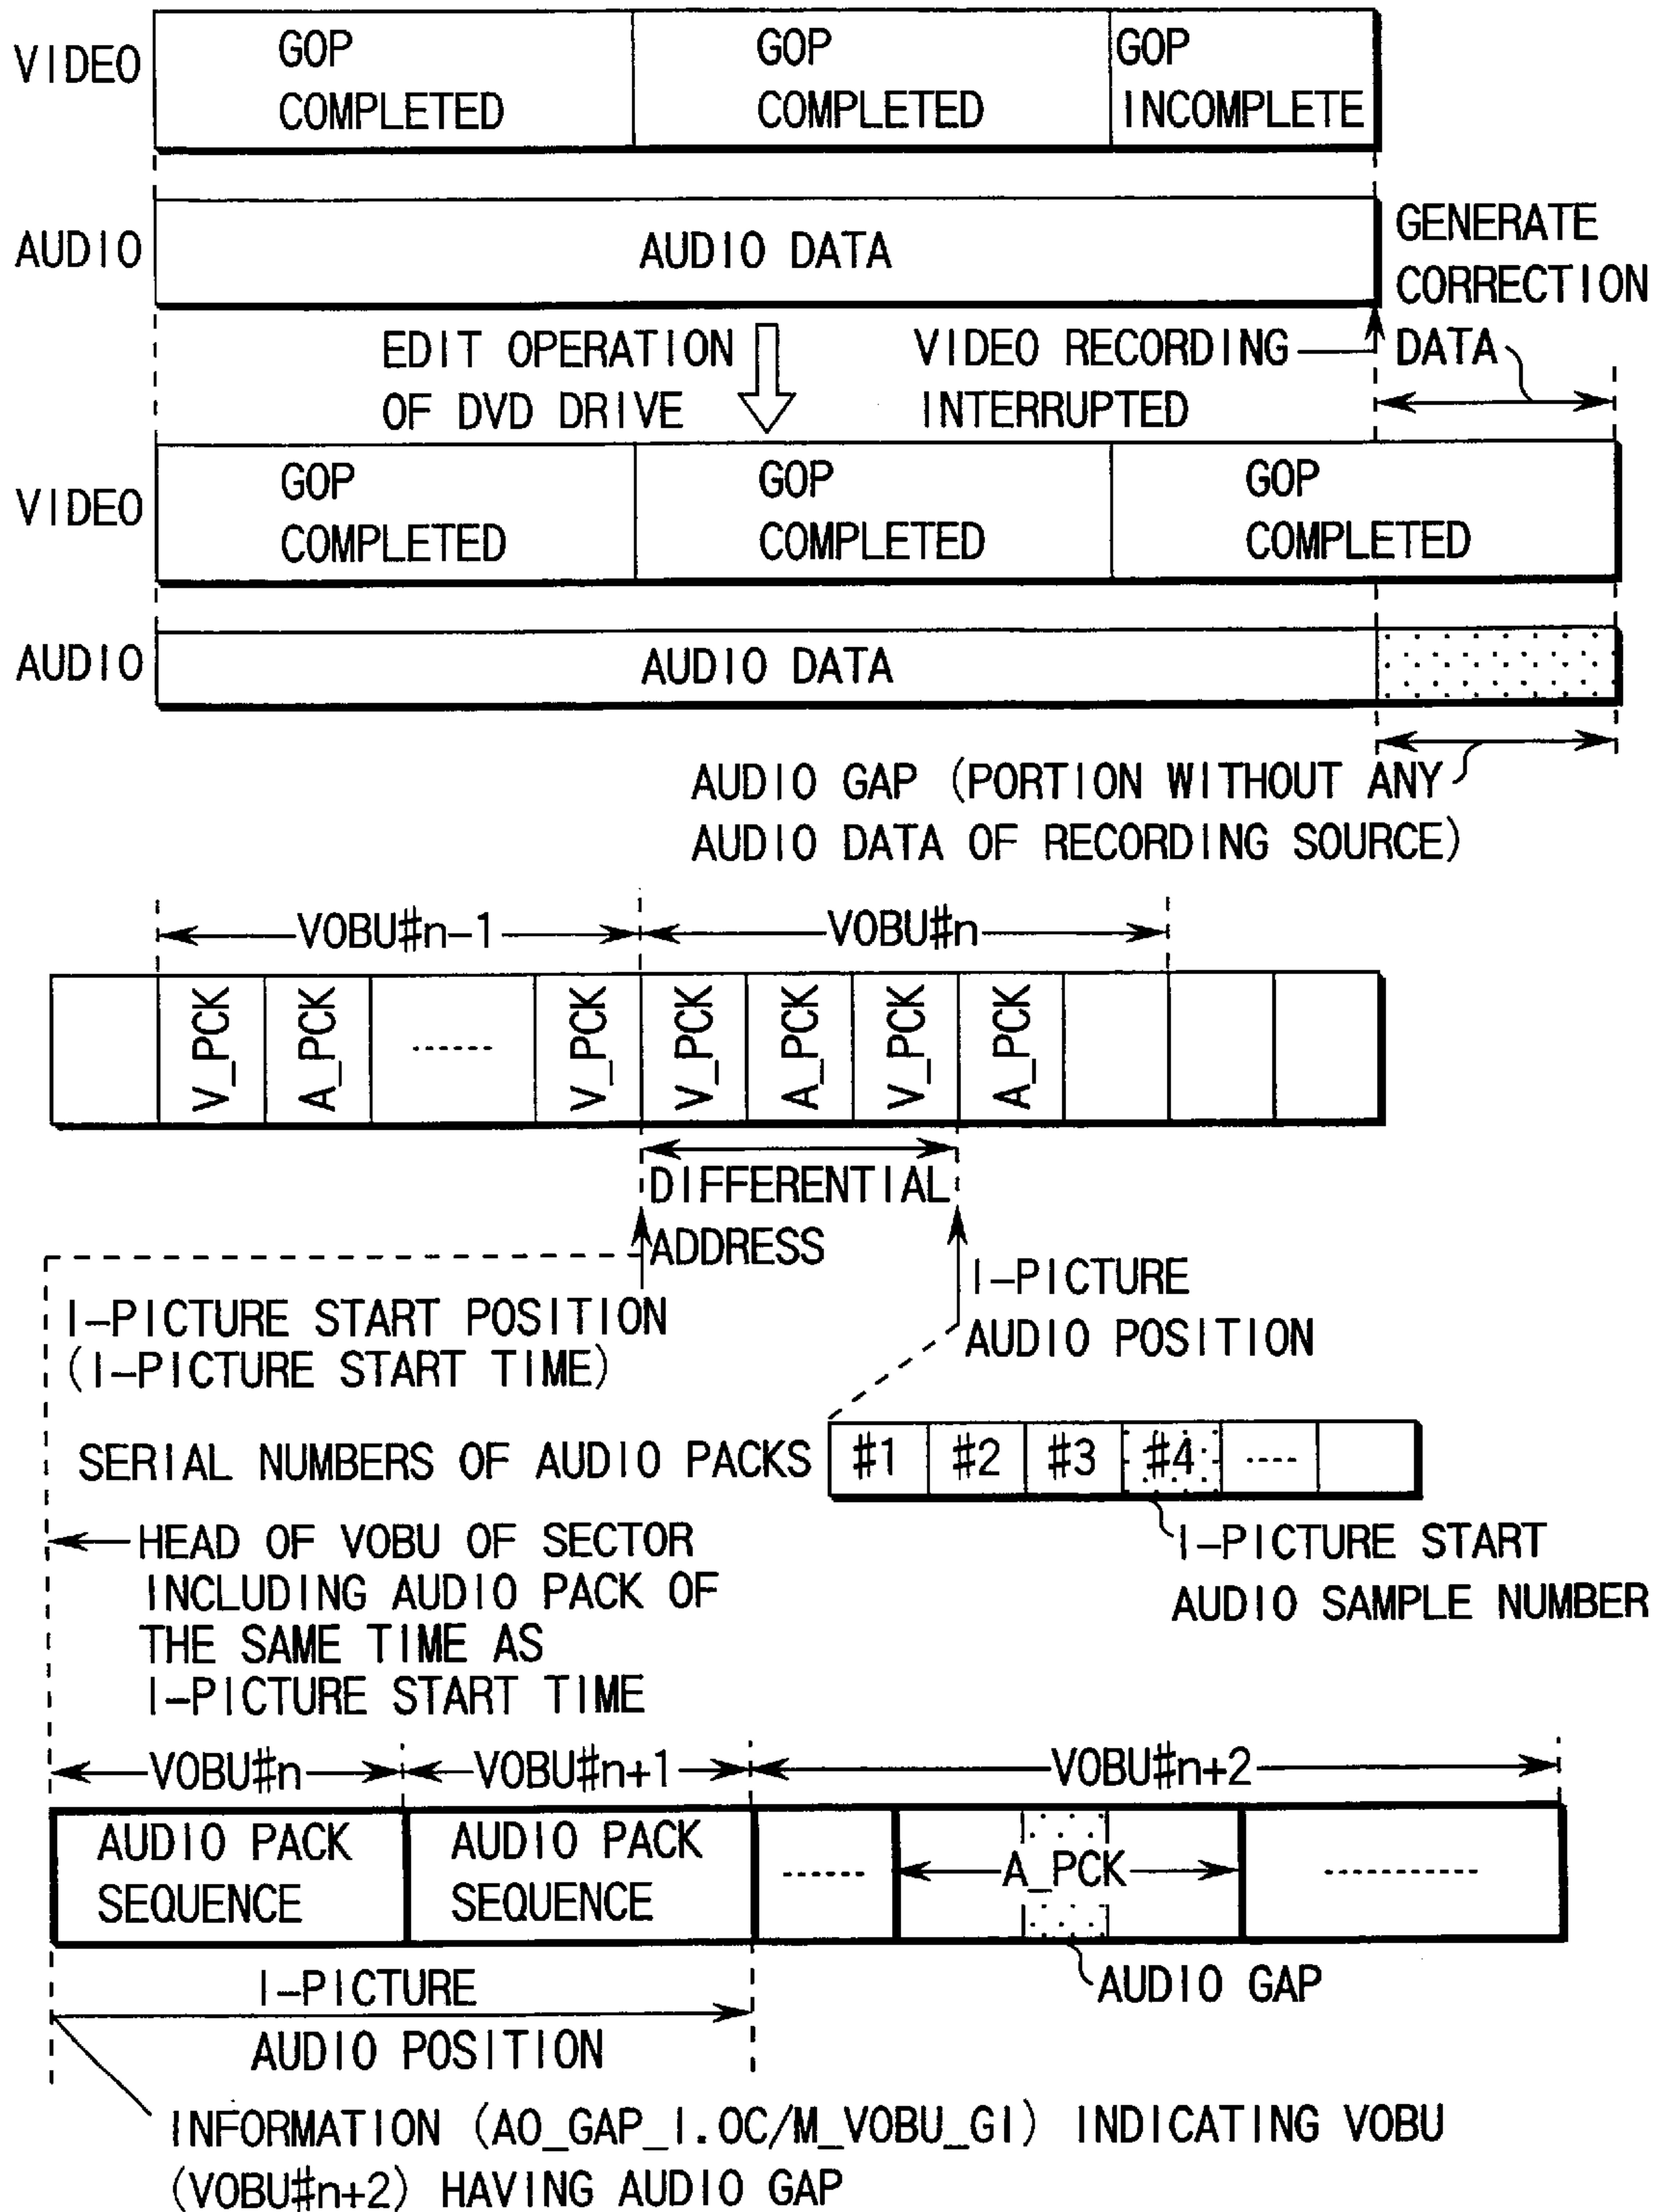 VIDEO
GOP
COMPLETED
GOP
COMPLETED
GOP
INCOMPLETE
AUDIO
AUDIO DATA
GENERATE
CORRECTION
DATA
EDIT OPERATION
OF DVD DRIVE
VIDEO RECORDING
INTERRUPTED
VIDEO
GOP
COMPLETED
GOP
COMPLETED
GOP
COMPLETED
AUDIO
AUDIO DATA
AUDIO GAP (PORTION WITHOUT ANY
AUDIO DATA OF RECORDING SOURCE)
VOBU#n-1
VOBU#n
V_PCK
A_PCK
V_PCK
V_PCK
A_PCK
V_PCK
A_PCK
DIFFERENTIAL
ADDRESS
I-PICTURE
AUDIO POSITION
I-PICTURE START POSITION
(I-PICTURE START TIME)
SERIAL NUMBERS OF AUDIO PACKS
#1
#2
#3
#4
I-PICTURE START
AUDIO SAMPLE NUMBER
HEAD OF VOBU OF SECTOR
INCLUDING AUDIO PACK OF
THE SAME TIME AS
I-PICTURE START TIME
VOBU#n
VOBU#n+1
VOBU#n+2
AUDIO PACK
SEQUENCE
AUDIO PACK
SEQUENCE
A_PCK
AUDIO GAP
I-PICTURE
AUDIO POSITION
INFORMATION (A0_GAP_I.OC/M_VOBU_GI) INDICATING VOBU
(VOBU#n+2) HAVING AUDIO GAP